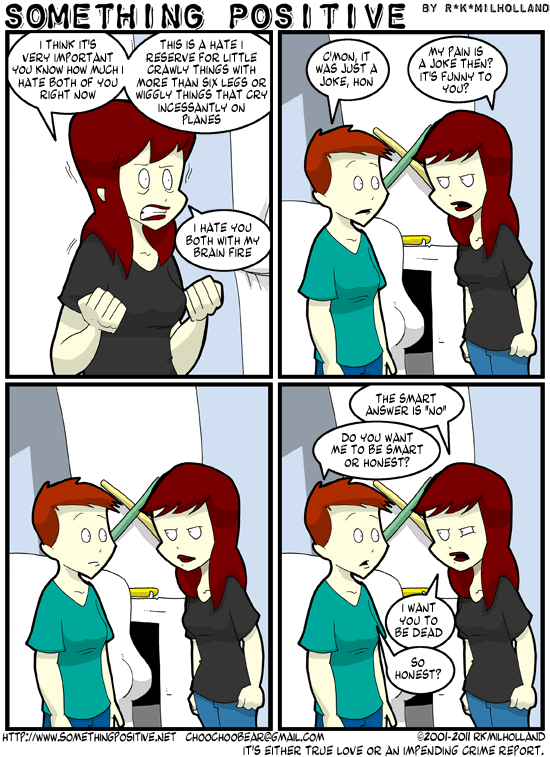 SOMETHING POSITIVE BY R*K*MILHOLLAND
I THINK IT'S
VERY IMPORTANT
YOU KNOW HOW MUCH I
HATE BOTH OF YOU
RIGHT NOW
THIS IS A HATE I
RESERVE FOR LITTLE
CRAWLY THINGS WITH
MORE THAN SIX LEGS OR
WIGGLY THINGS THAT CRY
INCESSANTLY ON
PLANES
I HATE YOU
BOTH WITH MY
BRAIN FIRE
C'MON, IT
WAS JUST A
JOKE, HON
MY PAIN IS
A JOKE THEN?
IT'S FUNNY TO
YOU?
THE SMART
ANSWER IS "NO"
DO YOU WANT
ME TO BE SMART
OR HONEST?
I WANT
YOU TO
BE DEAD
SO
HONEST?
HTTP://WWW.SOMETHINGPOSITIVE.NET CHOOCHOOBEAR@GMAIL.COM ©2001-2011 RKMILHOLLAND
IT'S EITHER TRUE LOVE OR AN IMPENDING CRIME REPORT.